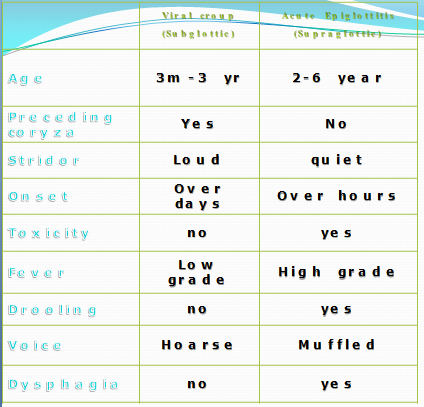 Viral croup Acute Epiglottitis
(Subglottic) (Supraglottic)
Age 3m -3 yr 2-6 year
Preceding
coryza Yes No
Stridor Loud quiet
Onset Over
days Over hours
Toxicity no yes
Fever Low
grade High grade
Drooling no yes
Voice Hoarse Muffled
Dysphagia no yes